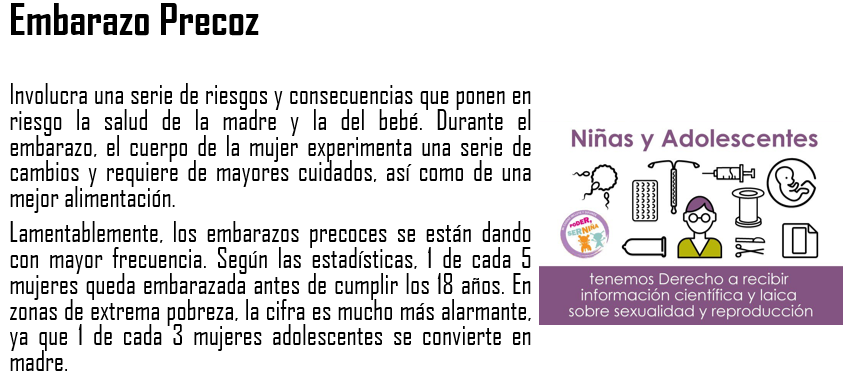 Embarazo Precoz
Involucra una serie de riesgos y consecuencias que ponen en
riesgo la salud de la madre y la del bebé. Durante el
embarazo, el cuerpo de la mujer experimenta una serie de
cambios y requiere de mayores cuidados, así como de una
mejor alimentación.
Lamentablemente, los embarazos precoces se están dando
con mayor frecuencia. Según las estadísticas, 1 de cada 5
mujeres queda embarazada antes de cumplir los 18 años. En
zonas de extrema pobreza, la cifra es mucho más alarmante,
ya que 1 de cada 3 mujeres adolescentes se convierte en
madre.
Niñas y Adolescentes
PODER,
SER NIÑA
tenemos Derecho a recibir
información científica y laica
sobre sexualidad y reproducción